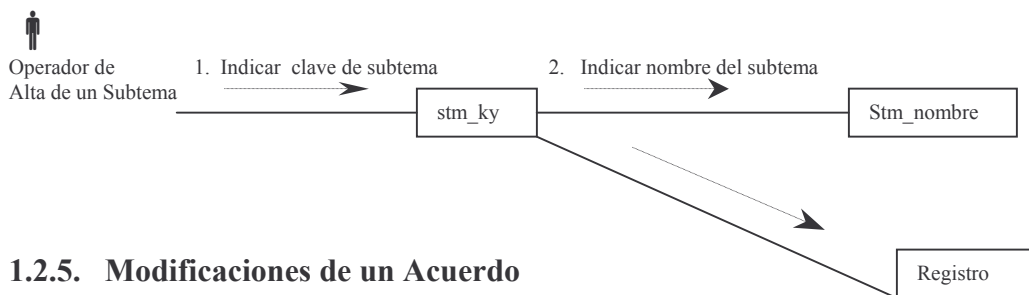 Operador de
Alta de un Subtema
1. Indicar clave de subtema
2. Indicar nombre del subtema
stm_ky
Stm_nombre
1.2.5. Modificaciones de un Acuerdo
Registro